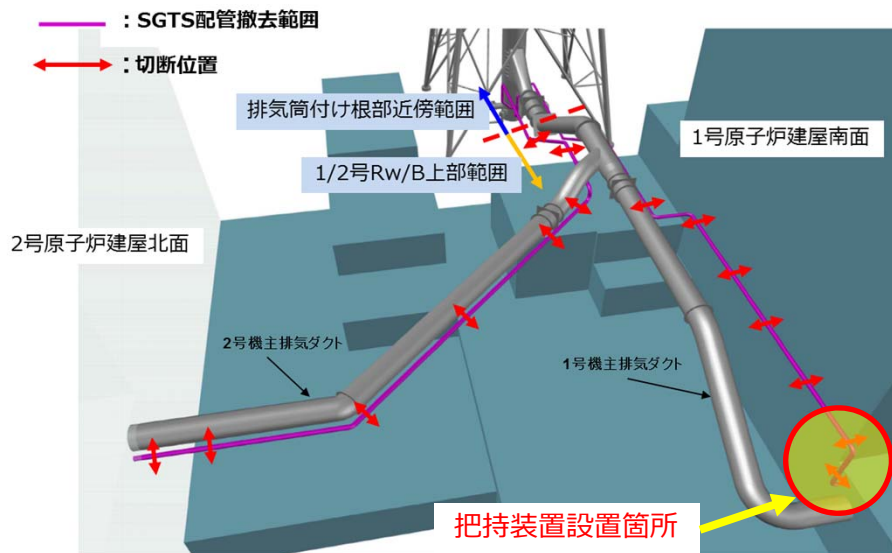 ：SGTS配管撤去範囲
：切断位置
排気筒付け根部近傍範囲
1号原子炉建屋南面
1/2号Rw/B上部範囲
2号原子炉建屋北面
2号機主排気ダクト
1号機主排気ダクト
把持装置設置箇所